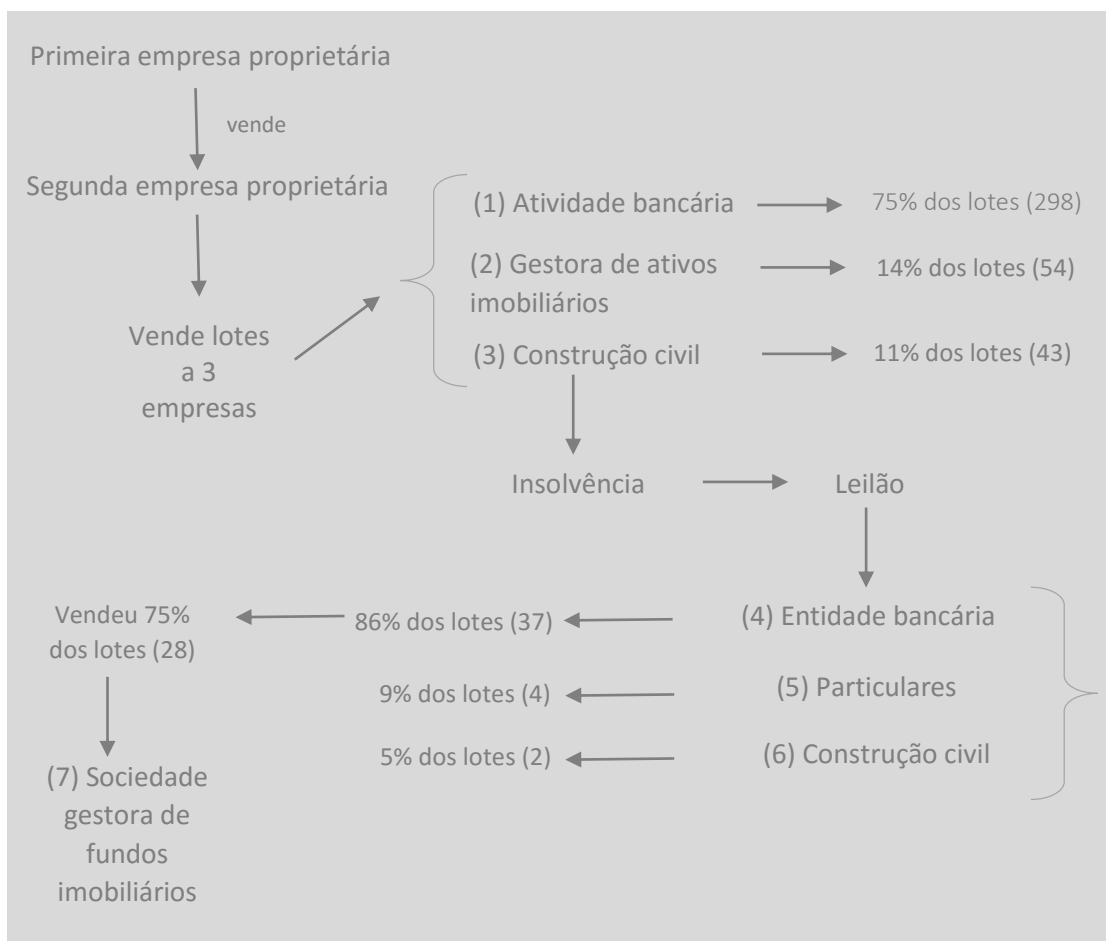 Primeira empresa proprietária
vende
Segunda empresa proprietária
(1) Atividade bancária
75% dos lotes (298)
(2) Gestora de ativos
imobiliários
14% dos lotes (54)
Vende lotes
a 3
empresas
(3) Construção civil
11% dos lotes (43)
Insolvência
Leilão
(4) Entidade bancária
86% dos lotes (37)
Vendeu 75%
dos lotes (28)
(5) Particulares
9% dos lotes (4)
(6) Construção civil
5% dos lotes (2)
(7) Sociedade
gestora de
fundos
imobiliários